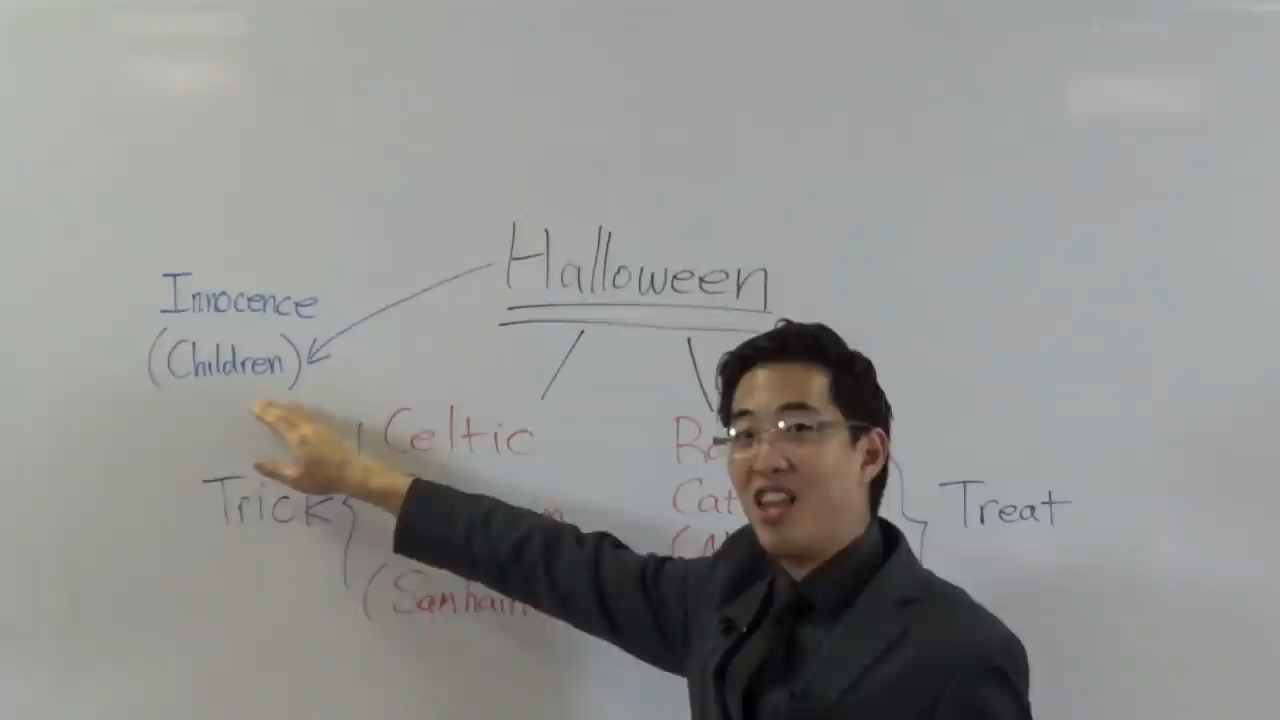 Halloween
Innocence
(Children)
Celtic
Trick
Treat
(Samhain